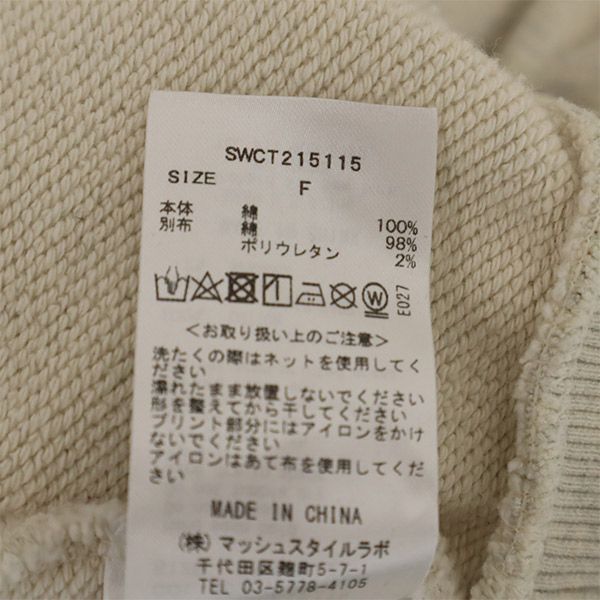 SWCT215115
SIZE F
本体 綿 100%
別布 綿 98%
ポリウレタン 2%
E027
<お取り扱い上のご注意>
洗たくの際はネットを使用してく
ださい
濡れたまま放置しないでください
形を整えてから干してください
プリント部分にはアイロンをかけ
ないでください
アイロンはあて布を使用してくだ
さい
MADE IN CHINA
(株)マッシュスタイルラボ
千代田区麹町5-7-1
TEL 03-5778-4105